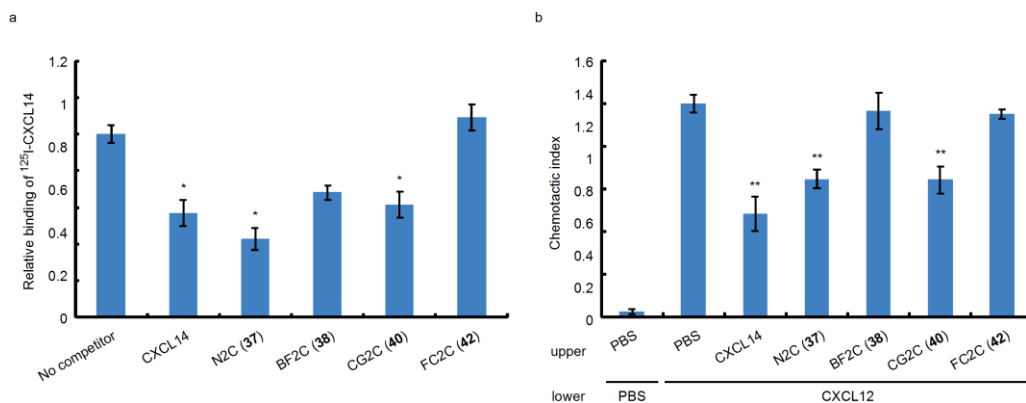 a
1.2
1
0.8
0.6
0.4
0.2
0
Relative binding of ¹²⁵I-CXCL14
*
*
*
No competitor
CXCL14
N2C (37)
BF2C (38)
CG2C (40)
FC2C (42)
b
1.6
1.4
1.2
1
0.8
0.6
0.4
0.2
0
Chemotactic index
**
**
**
upper
PBS
PBS
CXCL14
N2C (37)
BF2C (38)
CG2C (40)
FC2C (42)
lower
PBS
CXCL12